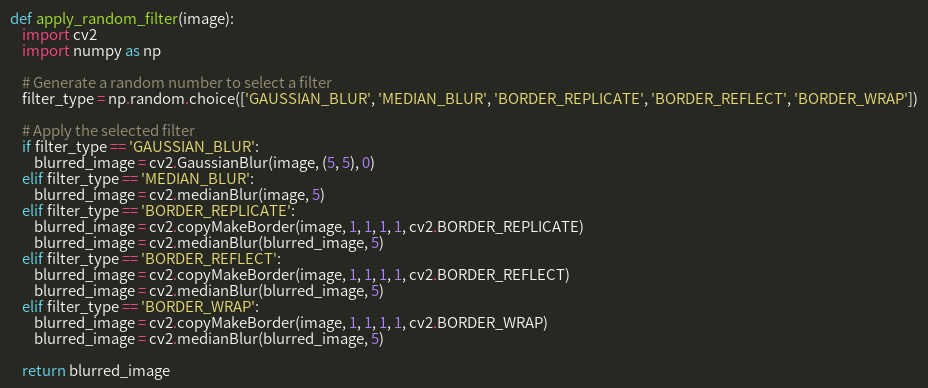 def apply_random_filter(image):
    import cv2
    import numpy as np

    # Generate a random number to select a filter
    filter_type = np.random.choice(['GAUSSIAN_BLUR', 'MEDIAN_BLUR', 'BORDER_REPLICATE', 'BORDER_REFLECT', 'BORDER_WRAP'])

    # Apply the selected filter
    if filter_type == 'GAUSSIAN_BLUR':
        blurred_image = cv2.GaussianBlur(image, (5, 5), 0)
    elif filter_type == 'MEDIAN_BLUR':
        blurred_image = cv2.medianBlur(image, 5)
    elif filter_type == 'BORDER_REPLICATE':
        blurred_image = cv2.copyMakeBorder(image, 1, 1, 1, 1, cv2.BORDER_REPLICATE)
        blurred_image = cv2.medianBlur(blurred_image, 5)
    elif filter_type == 'BORDER_REFLECT':
        blurred_image = cv2.copyMakeBorder(image, 1, 1, 1, 1, cv2.BORDER_REFLECT)
        blurred_image = cv2.medianBlur(blurred_image, 5)
    elif filter_type == 'BORDER_WRAP':
        blurred_image = cv2.copyMakeBorder(image, 1, 1, 1, 1, cv2.BORDER_WRAP)
        blurred_image = cv2.medianBlur(blurred_image, 5)

    return blurred_image